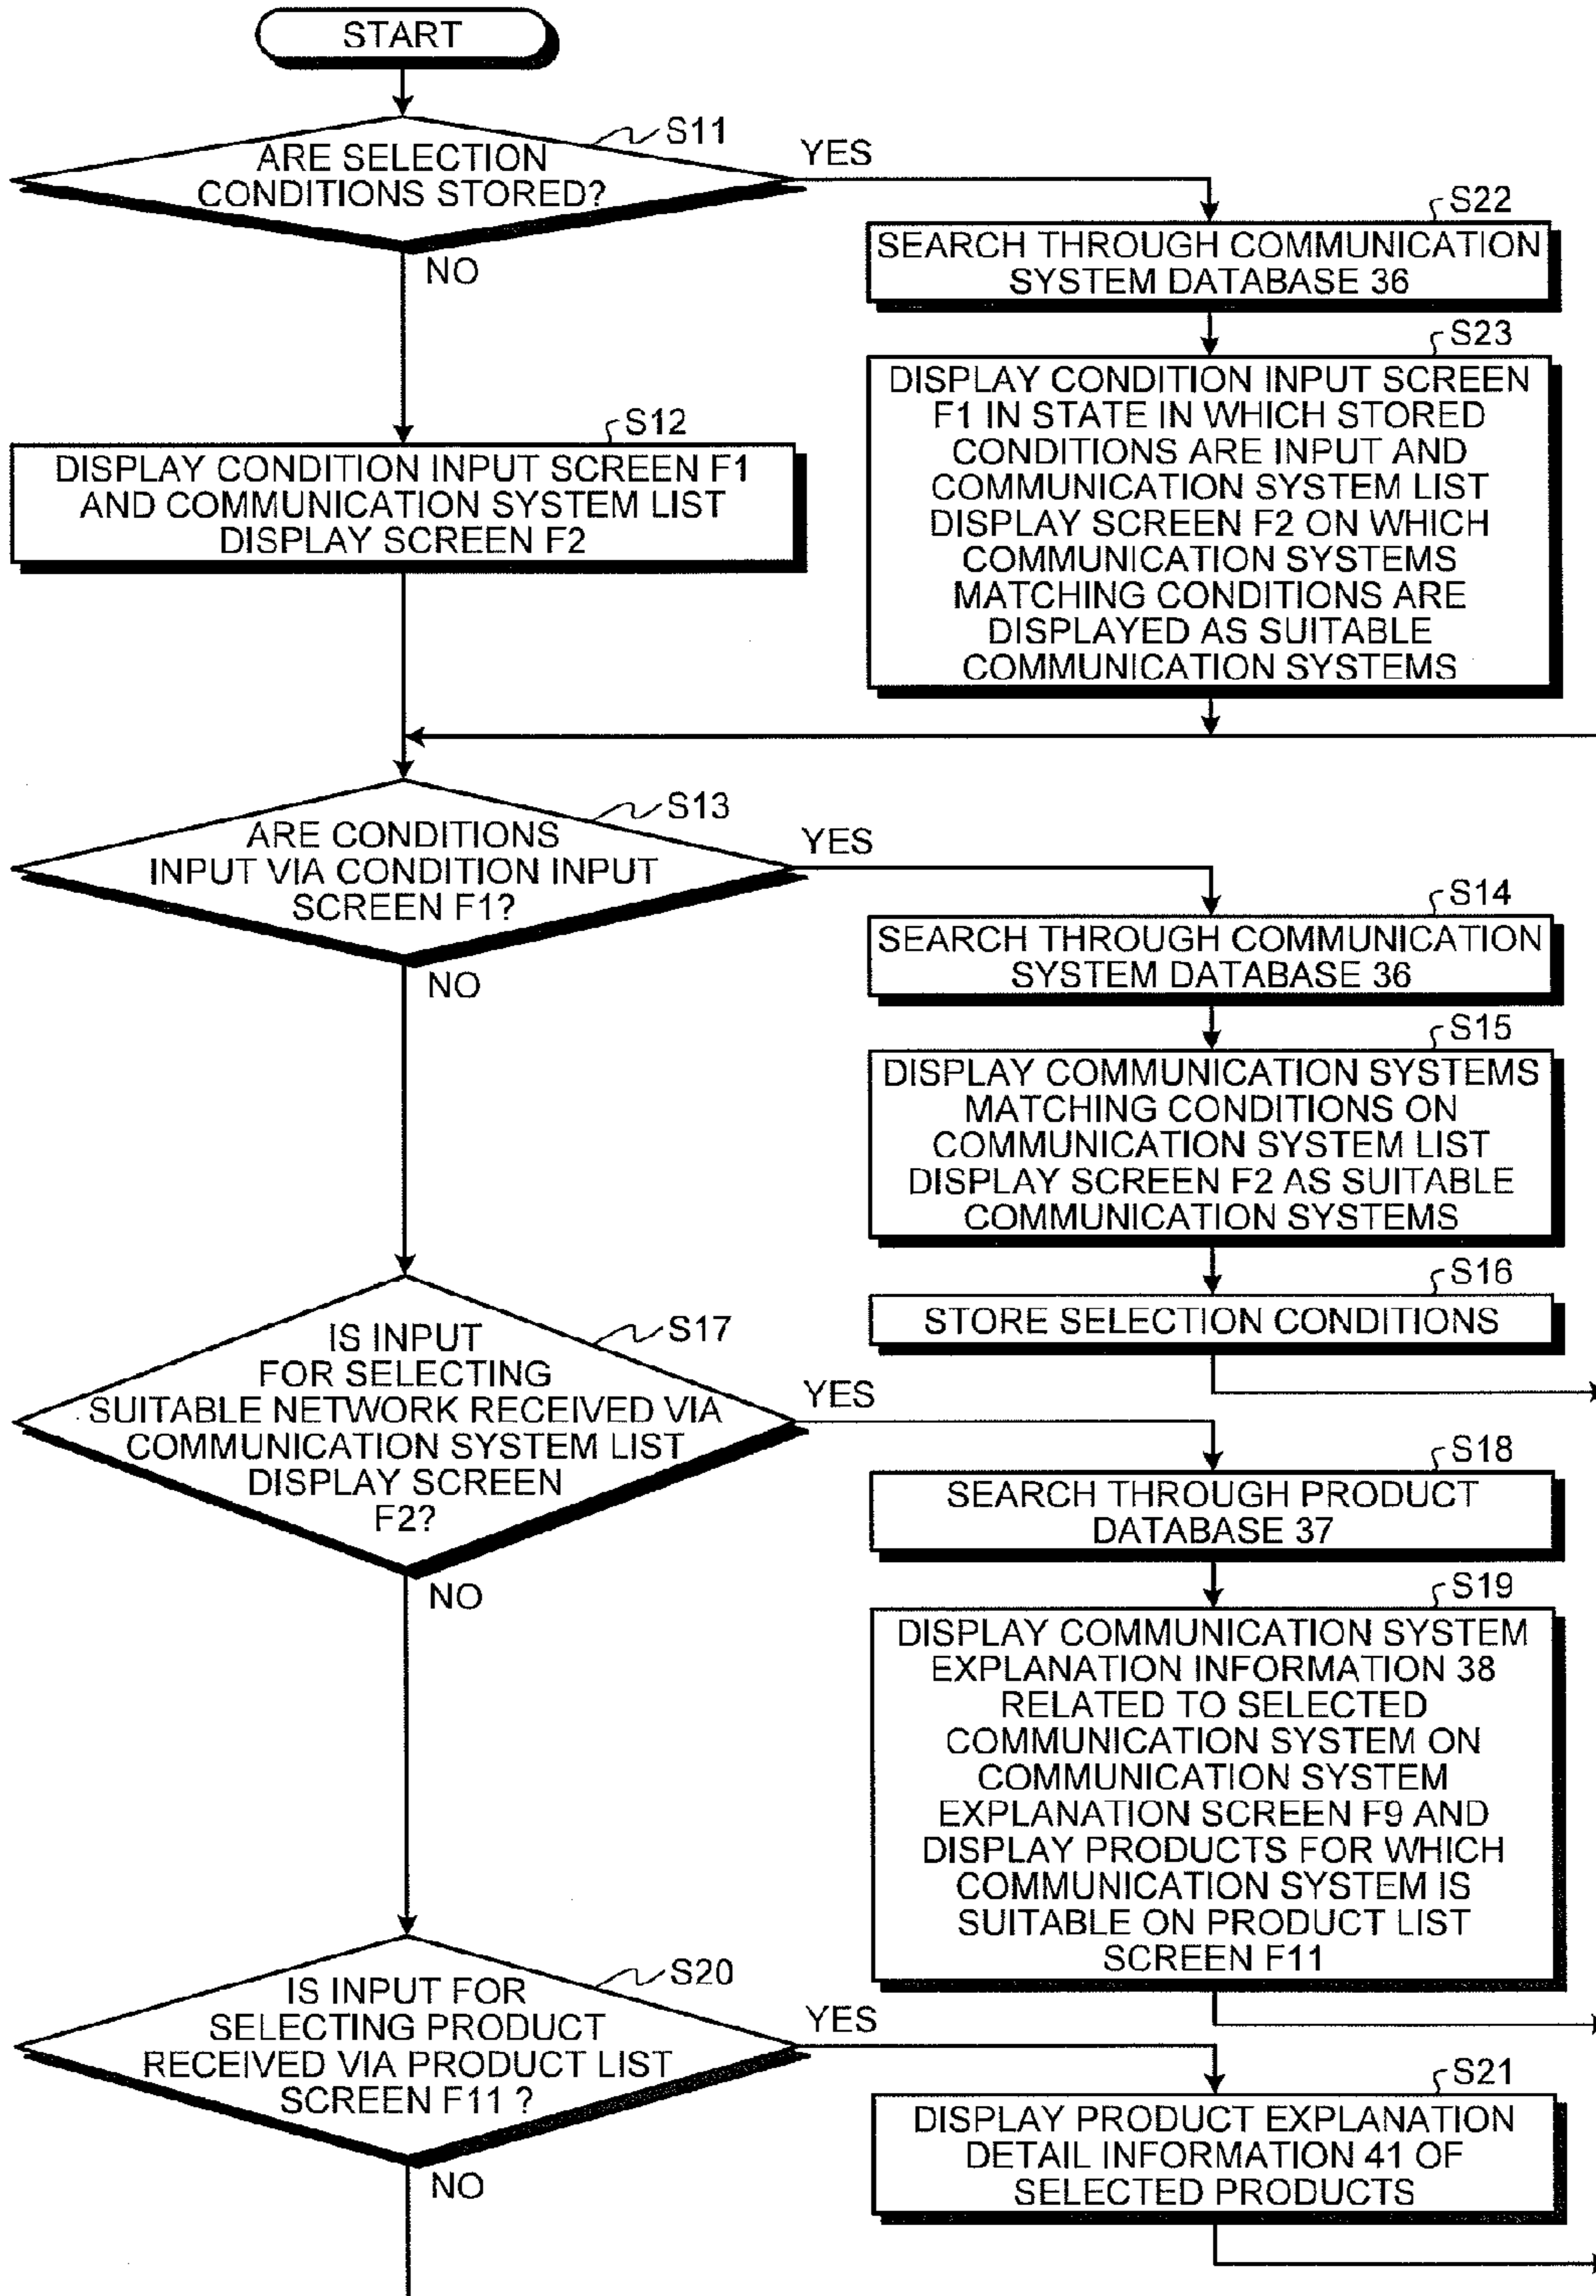 START
S11
ARE SELECTION
CONDITIONS STORED?
YES
NO
S22
SEARCH THROUGH COMMUNICATION
SYSTEM DATABASE 36
S23
DISPLAY CONDITION INPUT SCREEN
F1 IN STATE IN WHICH STORED
CONDITIONS ARE INPUT AND
COMMUNICATION SYSTEM LIST
DISPLAY SCREEN F2 ON WHICH
COMMUNICATION SYSTEMS
MATCHING CONDITIONS ARE
DISPLAYED AS SUITABLE
COMMUNICATION SYSTEMS
S12
DISPLAY CONDITION INPUT SCREEN F1
AND COMMUNICATION SYSTEM LIST
DISPLAY SCREEN F2
S13
ARE CONDITIONS
INPUT VIA CONDITION INPUT
SCREEN F1?
YES
NO
S14
SEARCH THROUGH COMMUNICATION
SYSTEM DATABASE 36
S15
DISPLAY COMMUNICATION SYSTEMS
MATCHING CONDITIONS ON
COMMUNICATION SYSTEM LIST
DISPLAY SCREEN F2 AS SUITABLE
COMMUNICATION SYSTEMS
S16
STORE SELECTION CONDITIONS
S17
IS INPUT
FOR SELECTING
SUITABLE NETWORK RECEIVED VIA
COMMUNICATION SYSTEM LIST
DISPLAY SCREEN
F2?
YES
NO
S18
SEARCH THROUGH PRODUCT
DATABASE 37
S19
DISPLAY COMMUNICATION SYSTEM
EXPLANATION INFORMATION 38
RELATED TO SELECTED
COMMUNICATION SYSTEM ON
COMMUNICATION SYSTEM
EXPLANATION SCREEN F9 AND
DISPLAY PRODUCTS FOR WHICH
COMMUNICATION SYSTEM IS
SUITABLE ON PRODUCT LIST
SCREEN F11
S20
IS INPUT FOR
SELECTING PRODUCT
RECEIVED VIA PRODUCT LIST
SCREEN F11 ?
YES
NO
S21
DISPLAY PRODUCT EXPLANATION
DETAIL INFORMATION 41 OF
SELECTED PRODUCTS